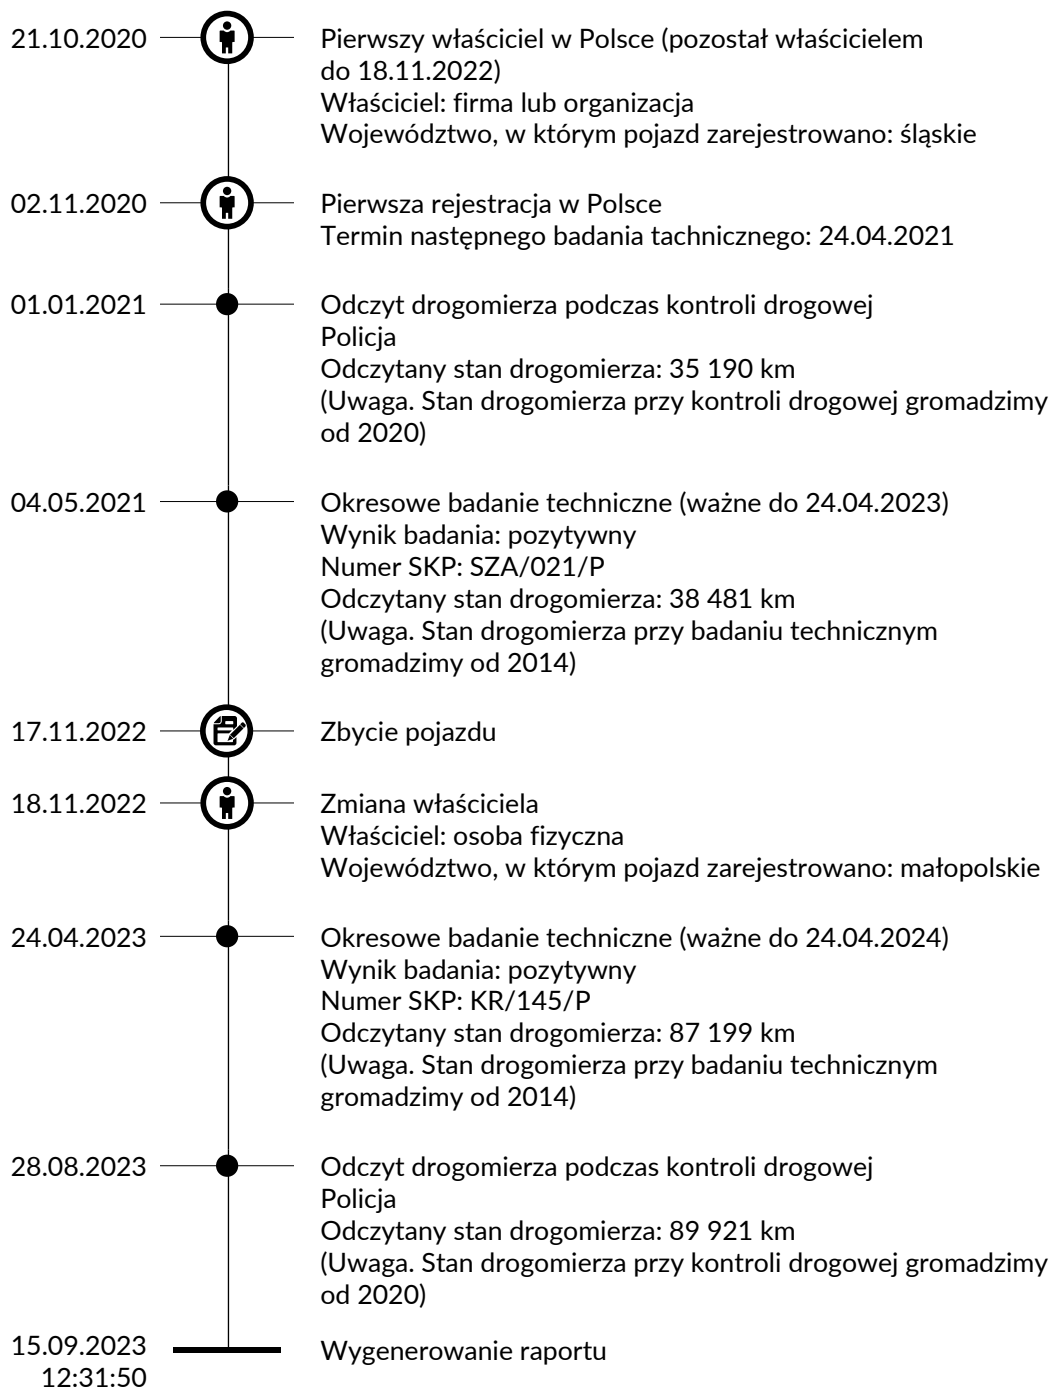 21.10.2020
Pierwszy właściciel w Polsce (pozostał właścicielem
do 18.11.2022)
Właściciel: firma lub organizacja
Województwo, w którym pojazd zarejestrowano: śląskie
02.11.2020
Pierwsza rejestracja w Polsce
Termin następnego badania tachnicznego: 24.04.2021
01.01.2021
Odczyt drogomierza podczas kontroli drogowej
Policja
Odczytany stan drogomierza: 35 190 km
(Uwaga. Stan drogomierza przy kontroli drogowej gromadzimy
od 2020)
04.05.2021
Okresowe badanie techniczne (ważne do 24.04.2023)
Wynik badania: pozytywny
Numer SKP: SZA/021/P
Odczytany stan drogomierza: 38 481 km
(Uwaga. Stan drogomierza przy badaniu technicznym
gromadzimy od 2014)
17.11.2022
Zbycie pojazdu
18.11.2022
Zmiana właściciela
Właściciel: osoba fizyczna
Województwo, w którym pojazd zarejestrowano: małopolskie
24.04.2023
Okresowe badanie techniczne (ważne do 24.04.2024)
Wynik badania: pozytywny
Numer SKP: KR/145/P
Odczytany stan drogomierza: 87 199 km
(Uwaga. Stan drogomierza przy badaniu technicznym
gromadzimy od 2014)
28.08.2023
Odczyt drogomierza podczas kontroli drogowej
Policja
Odczytany stan drogomierza: 89 921 km
(Uwaga. Stan drogomierza przy kontroli drogowej gromadzimy
od 2020)
15.09.2023
12:31:50
Wygenerowanie raportu